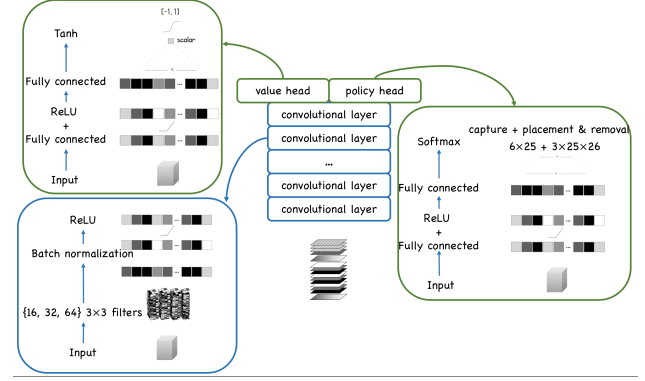 [-1, 1]
Tanh
scalar
Fully connected
...
ReLU
+
...
Fully connected
...
Input
value head
policy head
convolutional layer
convolutional layer
...
convolutional layer
convolutional layer
capture + placement & removal
6×25 + 3×25×26
Softmax
Fully connected
...
ReLU
+
...
Fully connected
...
Input
ReLU
...
Batch normalization
...
...
{16, 32, 64} 3×3 filters
Input